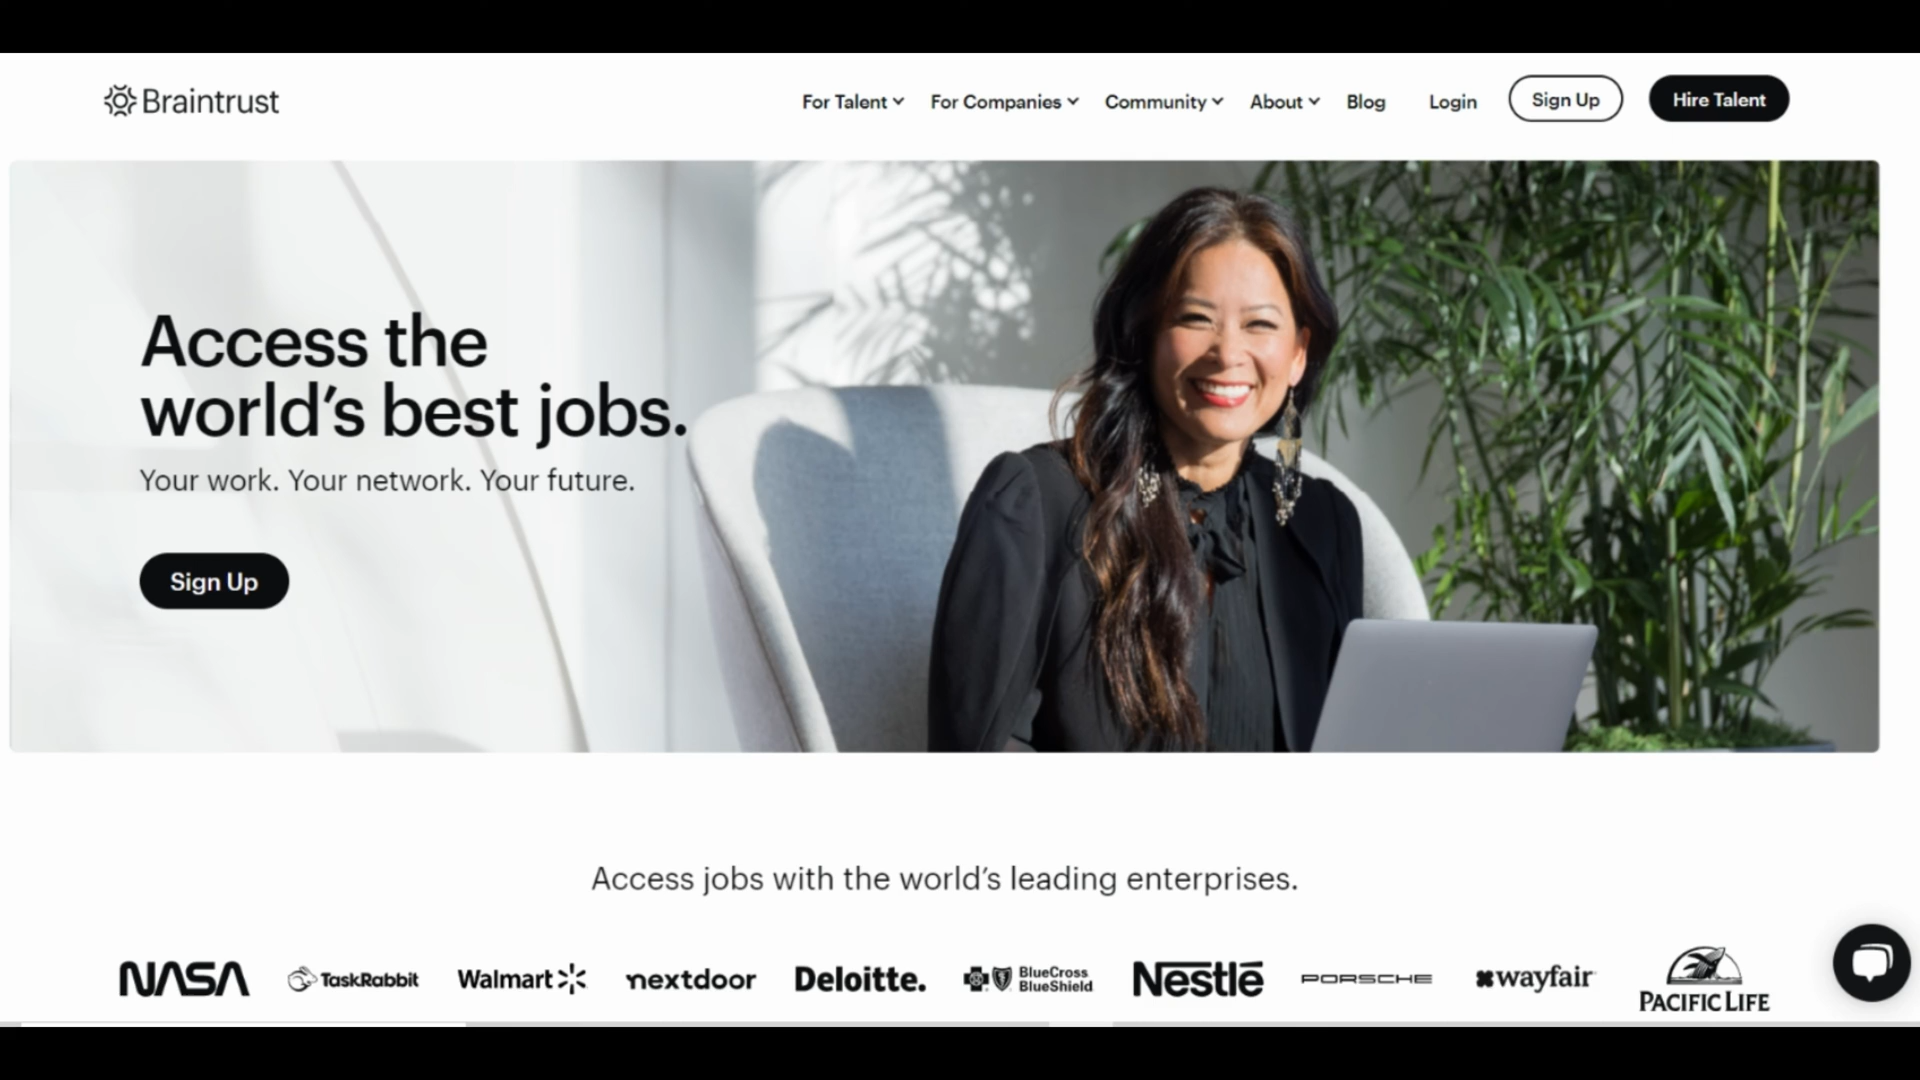 Braintrust
For Talent
For Companies
Community
About
Blog
Login
Sign Up
Hire Talent
Access the
world’s best jobs.
Your work. Your network. Your future.
Sign Up
Access jobs with the world’s leading enterprises.
NASA
TaskRabbit
Walmart
nextdoor
Deloitte.
BlueCross
BlueShield
Nestlé
PORSCHE
wayfair
PACIFIC LIFE